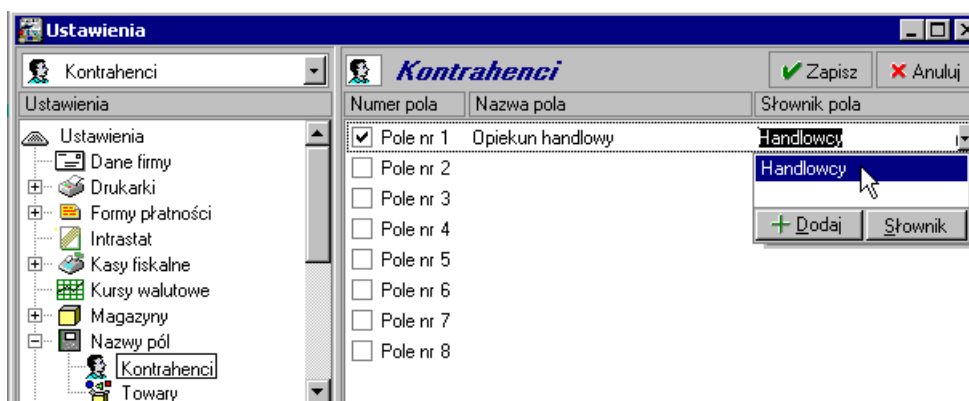 Ustawienia
Kontrahenci
Ustawienia
Ustawienia
Dane firmy
Drukarki
Formy płatności
Intrastat
Kasy fiskalne
Kursy walutowe
Magazyny
Nazwy pól
Kontrahenci
Towary
Kontrahenci
Zapisz
Anuluj
Numer pola Nazwa pola Słownik pola
Pole nr 1 Opiekun handlowy Handlowcy
Pole nr 2
Pole nr 3
Pole nr 4
Pole nr 5
Pole nr 6
Pole nr 7
Pole nr 8
Handlowcy
Dodaj Słownik